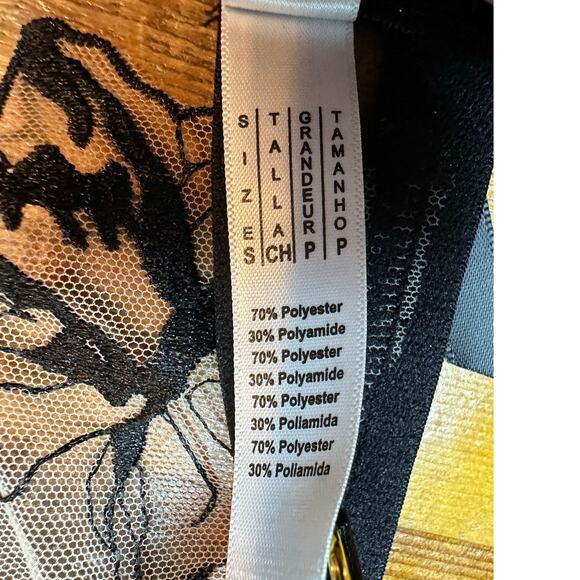 SIZE S
TALLA CH
GRANDEUR P
TAMANHO P
70% Polyester
30% Polyamide
70% Polyester
30% Polyamide
70% Polyester
30% Poliamida
70% Polyester
30% Poliamida